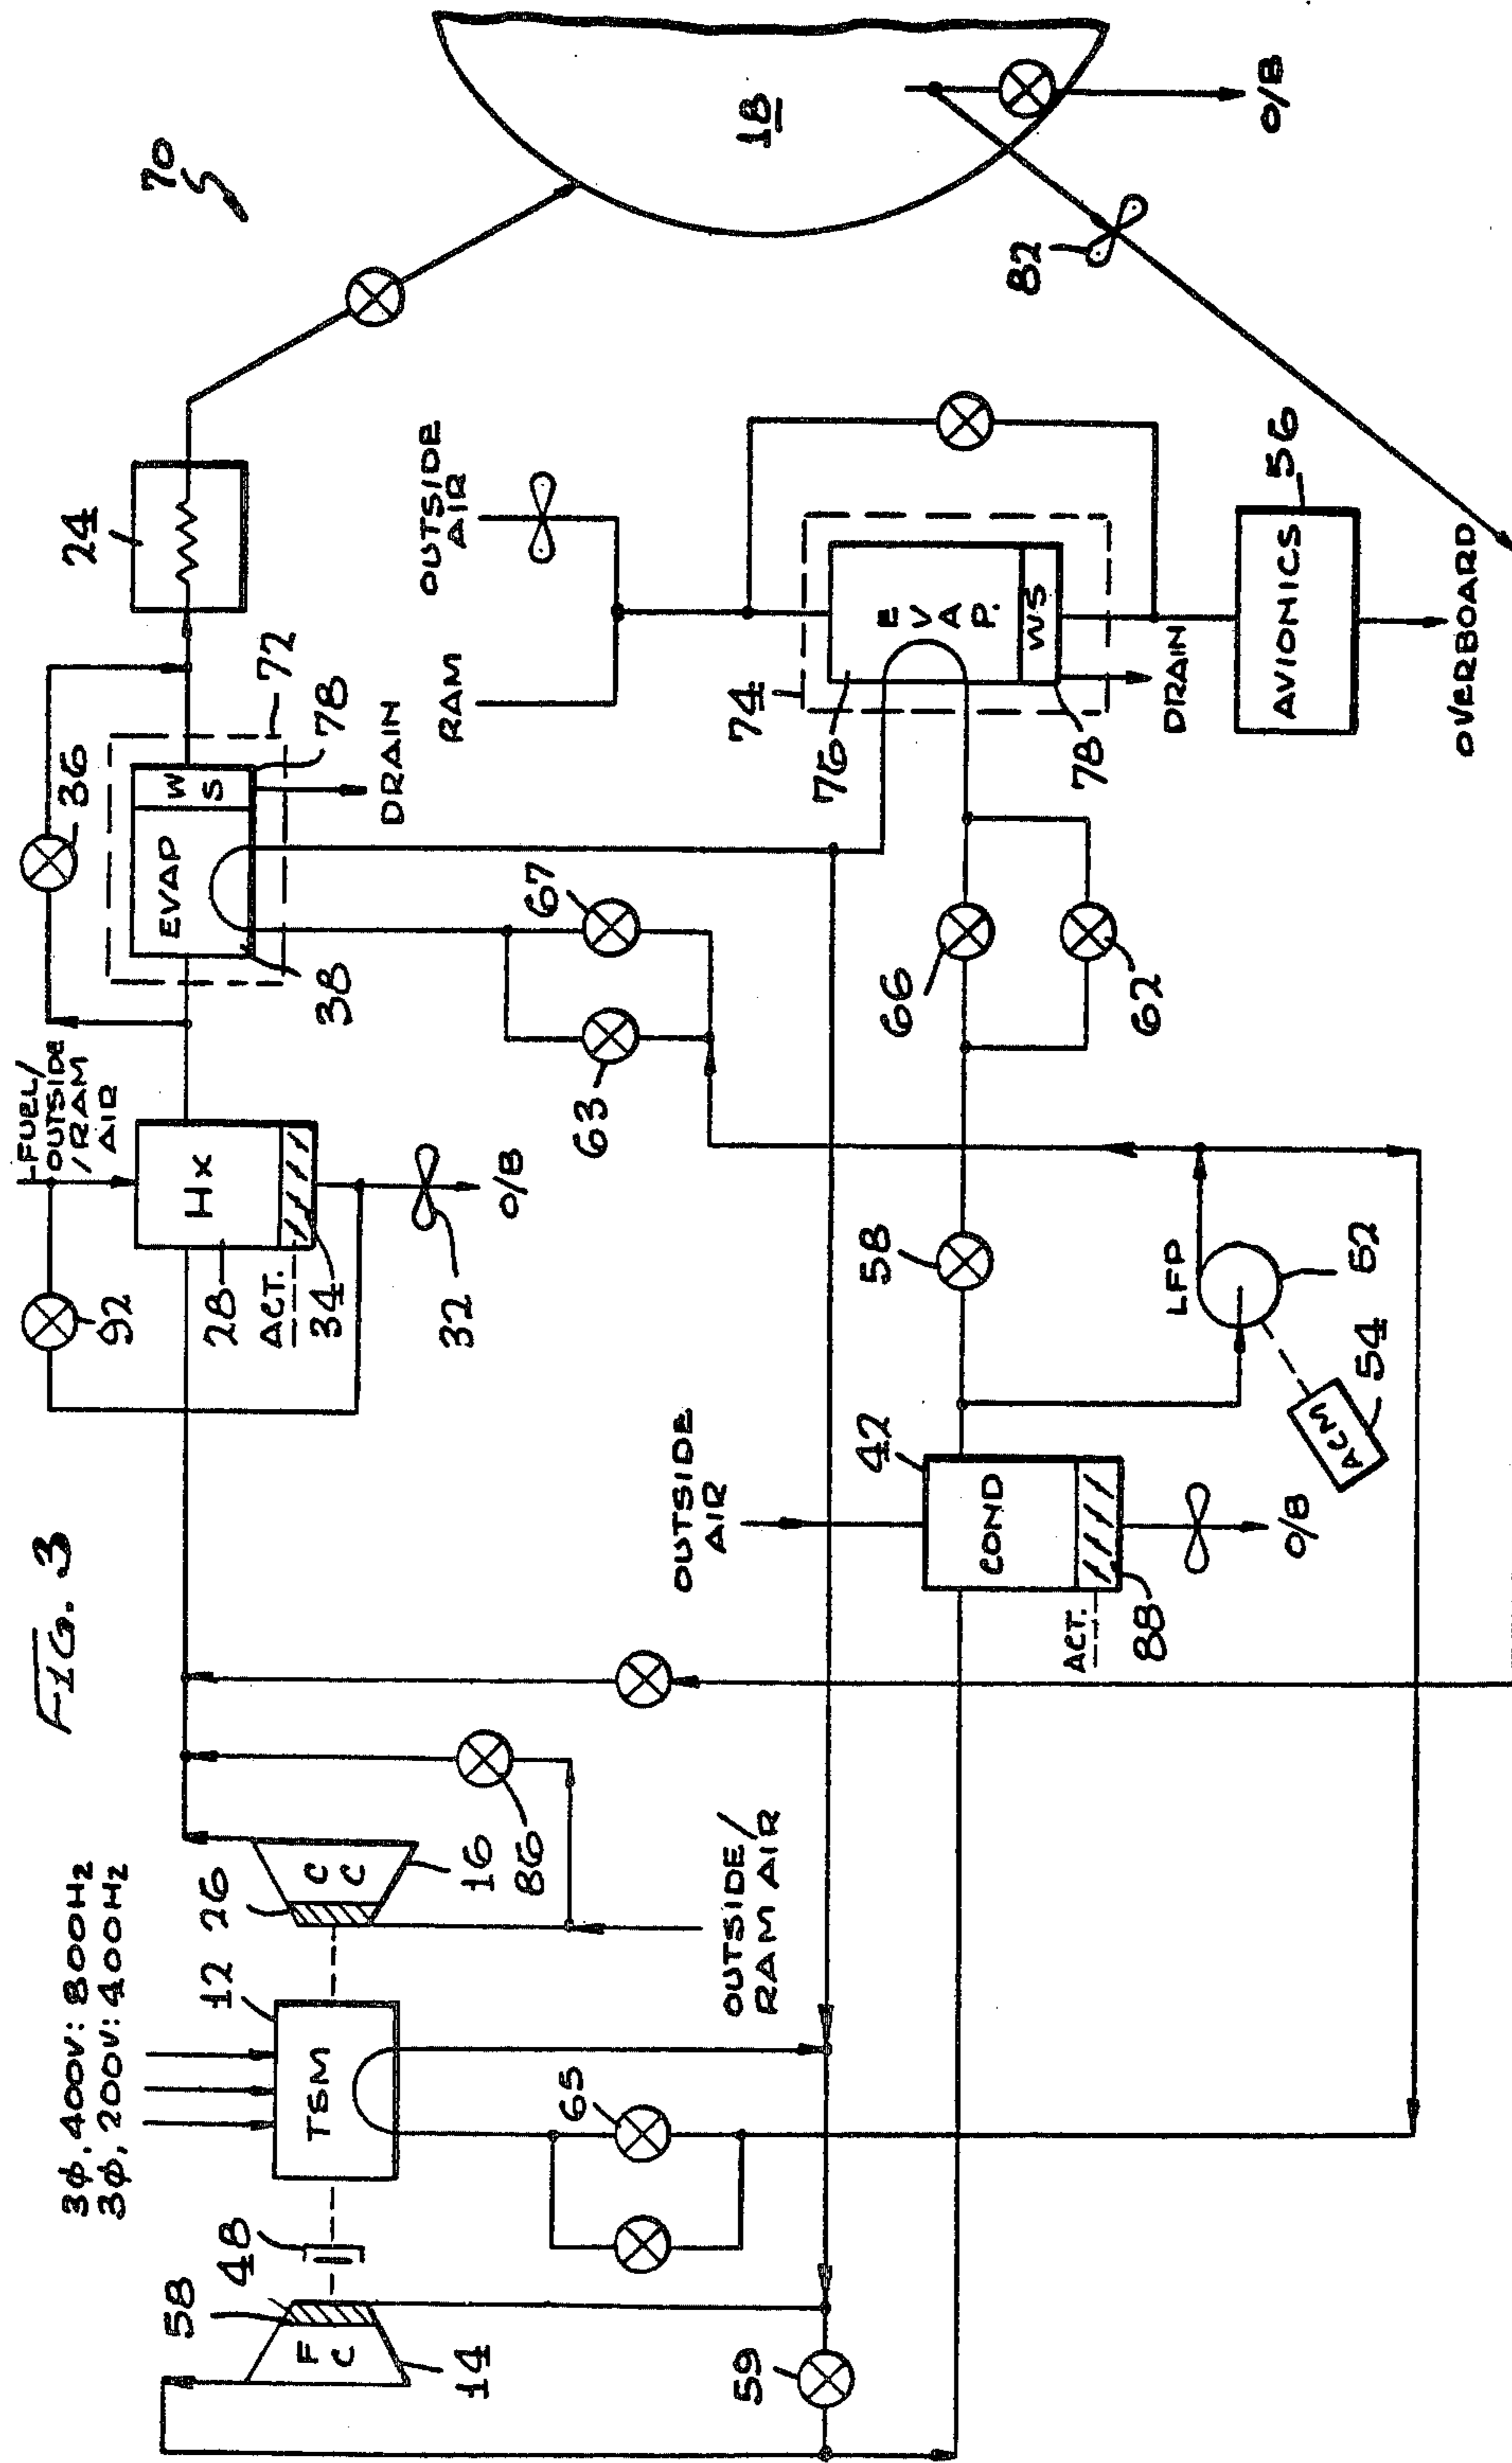 FIG. 3
3Φ, 400V: 800HZ
3Φ, 200V: 400HZ
70
18
O/B
82
24
72
78
W S
DRAIN
36
EVAP
38
FUEL/
OUTSIDE
/RAM
AIR
Hx
28
ACT.
34
92
32
O/B
67
63
OUTSIDE
AIR
RAM
74
76
EVAP.
WS
78
DRAIN
AVIONICS
56
OVERBOARD
66
62
58
LFP
52
ACM
54
OUTSIDE
AIR
42
COND
ACT.
88
O/B
26
C C
16
86
OUTSIDE/
RAM AIR
12
TSM
65
48
58
F C
14
59